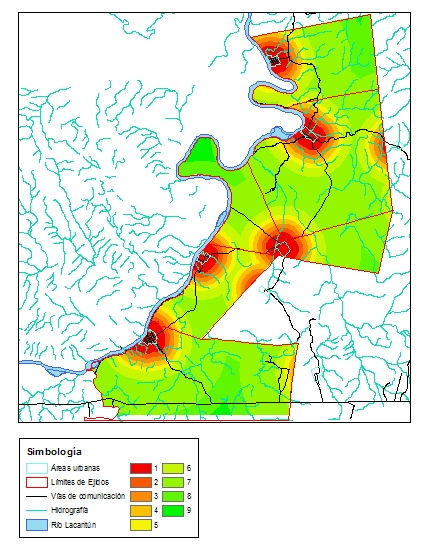 Simbología
Áreas urbanas
Límites de Ejidos
Vías de comunicación
Hidrografía
Río Lacantún
1
2
3
4
5
6
7
8
9